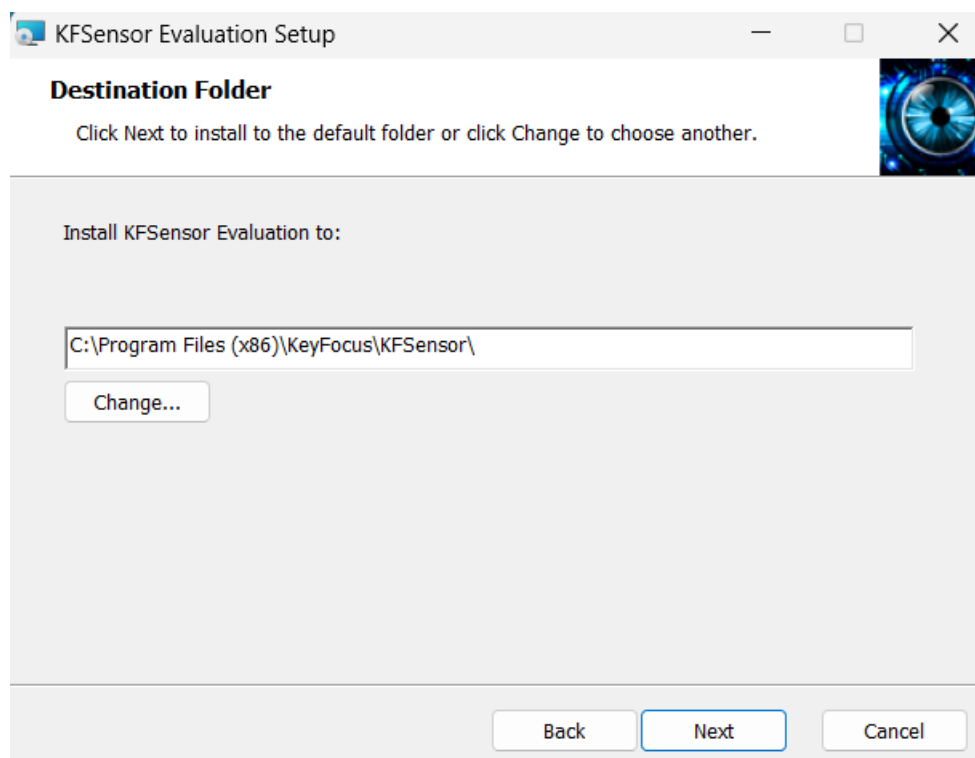 KFSensor Evaluation Setup
Destination Folder
Click Next to install to the default folder or click Change to choose another.
Install KFSensor Evaluation to:
C:\Program Files (x86)\KeyFocus\KFSensor\
Change...
Back Next Cancel